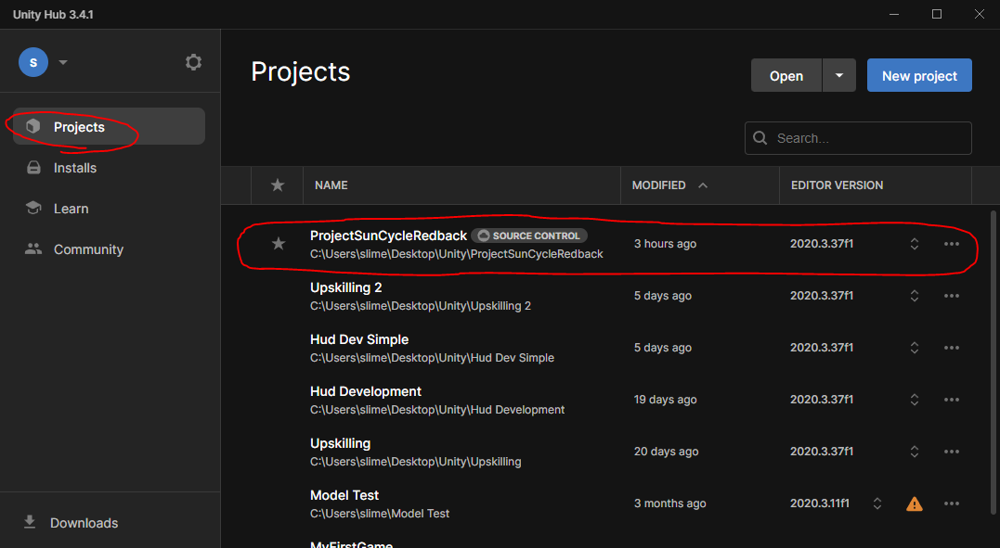 Unity Hub 3.4.1
S
Projects
Installs
Learn
Community
Downloads
Projects
Open
New project
Search...
NAME MODIFIED EDITOR VERSION
ProjectSunCycleRedback SOURCE CONTROL
C:\Users\slime\Desktop\Unity\ProjectSunCycleRedback
3 hours ago 2020.3.37f1
Upskilling 2
C:\Users\slime\Desktop\Unity\Upskilling 2
5 days ago 2020.3.37f1
Hud Dev Simple
C:\Users\slime\Desktop\Unity\Hud Dev Simple
5 days ago 2020.3.37f1
Hud Development
C:\Users\slime\Desktop\Unity\Hud Development
19 days ago 2020.3.37f1
Upskilling
C:\Users\slime\Desktop\Unity\Upskilling
20 days ago 2020.3.37f1
Model Test
C:\Users\slime\Model Test
3 months ago 2020.3.11f1
MyFirstGame